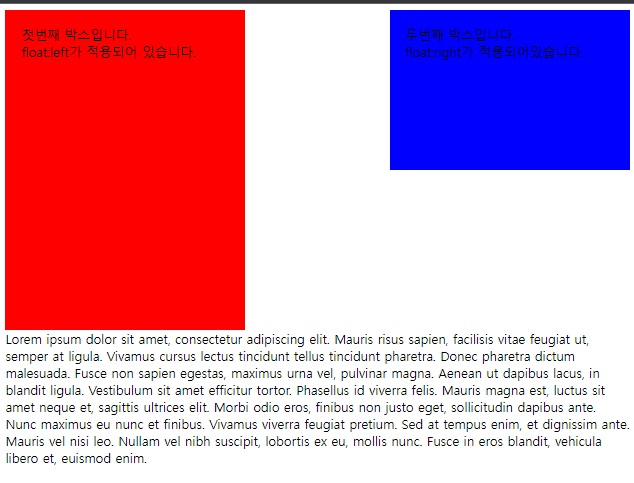 첫번째 박스입니다.
float:left가 적용되어 있습니다.
두번째 박스입니다.
float:right가 적용되어있습니다.
Lorem ipsum dolor sit amet, consectetur adipiscing elit. Mauris risus sapien, facilisis vitae feugiat ut,
semper at ligula. Vivamus cursus lectus tincidunt tellus tincidunt pharetra. Donec pharetra dictum
malesuada. Fusce non sapien egestas, maximus urna vel, pulvinar magna. Aenean ut dapibus lacus, in
blandit ligula. Vestibulum sit amet efficitur tortor. Phasellus id viverra felis. Mauris magna est, luctus sit
amet neque et, sagittis ultrices elit. Morbi odio eros, finibus non justo eget, sollicitudin dapibus ante.
Nunc maximus eu nunc et finibus. Vivamus viverra feugiat pretium. Sed at tempus enim, et dignissim ante.
Mauris vel nisi leo. Nullam vel nibh suscipit, lobortis ex eu, mollis nunc. Fusce in eros blandit, vehicula
libero et, euismod enim.